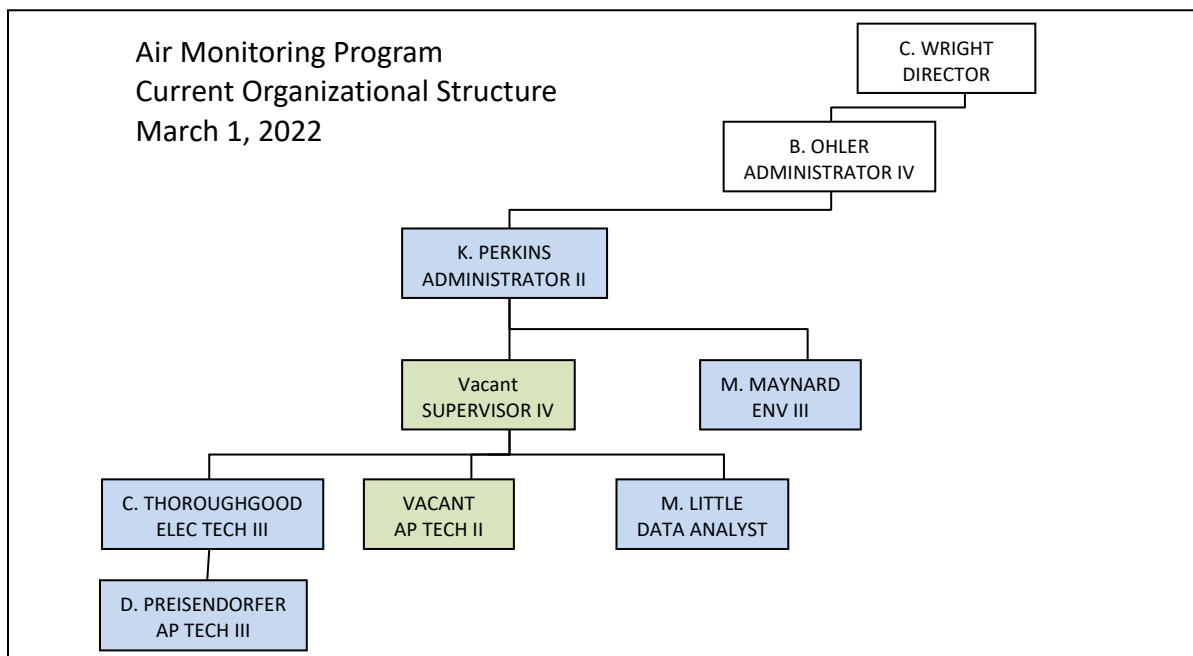 Air Monitoring Program
Current Organizational Structure
March 1, 2022
C. WRIGHT
DIRECTOR
B. OHLER
ADMINISTRATOR IV
K. PERKINS
ADMINISTRATOR II
Vacant
SUPERVISOR IV
M. MAYNARD
ENV III
C. THOROUGHGOOD
ELEC TECH III
VACANT
AP TECH II
M. LITTLE
DATA ANALYST
D. PREISENDORFER
AP TECH III